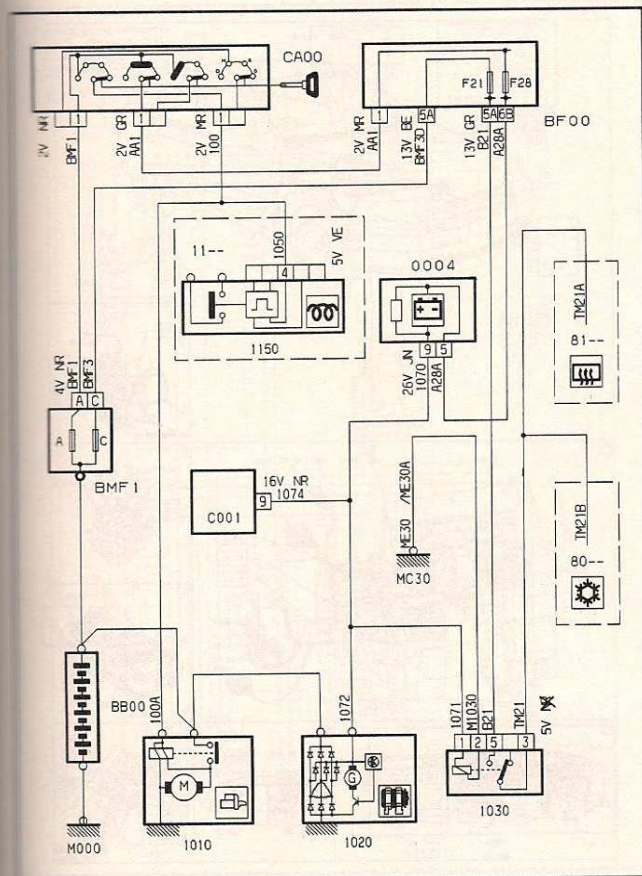 CA00
F21
F28
1
1
1
1
5A
5A
6B
BF00
2V NR
BMF1
2V GR
AA1
2V MR
100
2V MR
AA1
13V BE
BMF3D
13V GR
B21
A28A
11--
1050
5V VE
4
1150
0004
9
5
26V JN
1070
A28A
TM21A
81--
4V NR
BMF1
BMF3
A
C
A
C
BMF1
C001
9
16V NR
1074
ME30 /ME30A
MC30
TM21B
80--
BB00
100A
1072
1071
M1030
B21
TM21
5V
1
2
5
3
M
G
M000
1010
1020
1030